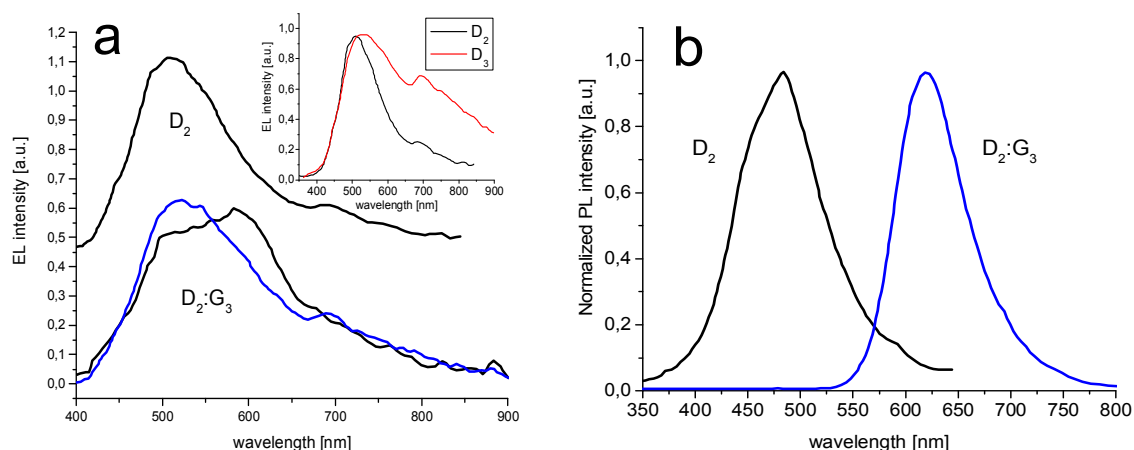 a
EL intensity [a.u.]
1,2
1,1
1,0
0,9
0,8
0,7
0,6
0,5
0,4
0,3
0,2
0,1
0,0
400 500 600 700 800 900
wavelength [nm]
D₂
D₂:G₃
EL intensity [a.u.]
1,0
0,8
0,6
0,4
0,2
0,0
400 500 600 700 800 900
wavelength [nm]
D₂
D₃
b
Normalized PL intensity [a.u.]
1,0
0,8
0,6
0,4
0,2
0,0
350 400 450 500 550 600 650 700 750 800
wavelength [nm]
D₂
D₂:G₃